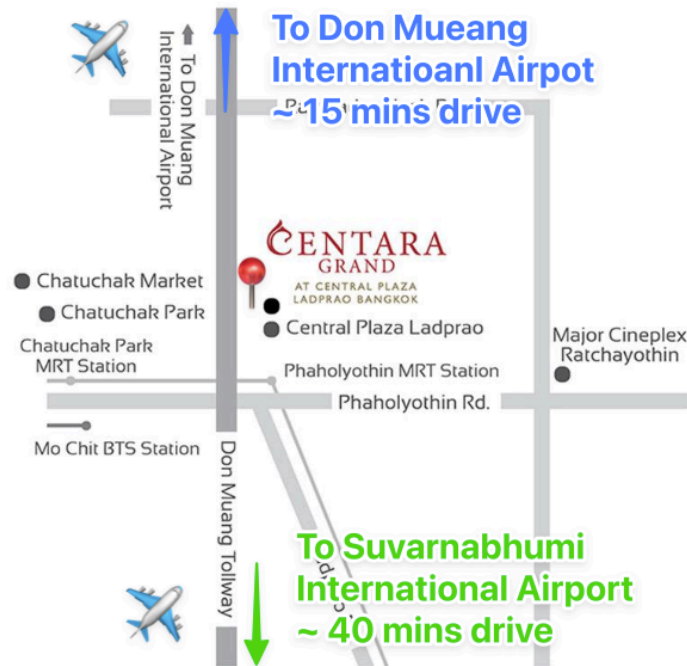 To Don Mueang
Internatioanl Airpot
~ 15 mins drive
To Don Muang
International Airport
CENTARA
GRAND
AT CENTRAL PLAZA
LADPRAO BANGKOK
Chatuchak Market
Chatuchak Park
Central Plaza Ladprao
Major Cineplex
Ratchayothin
Chatuchak Park
MRT Station
Phaholyothin MRT Station
Phaholyothin Rd.
Mo Chit BTS Station
Don Muang Tollway
To Suvarnabhumi
International Airport
~ 40 mins drive